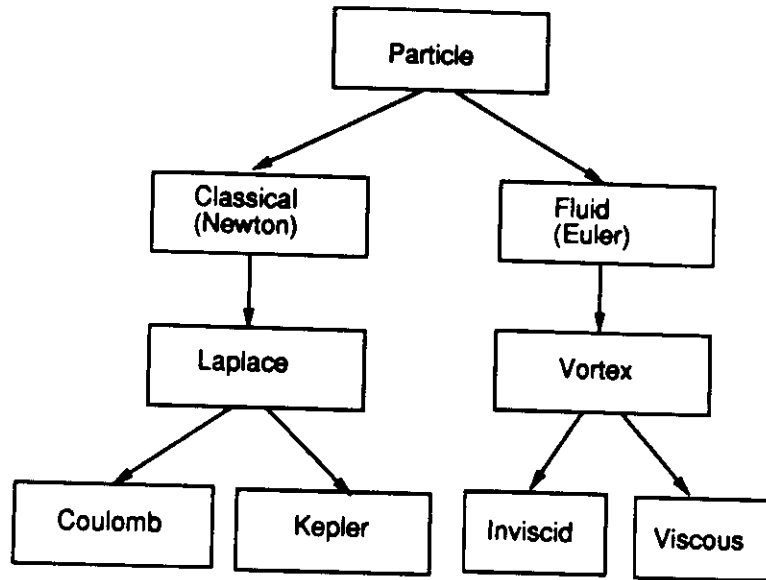 Particle
Classical
(Newton)
Fluid
(Euler)
Laplace
Vortex
Coulomb
Kepler
Inviscid
Viscous